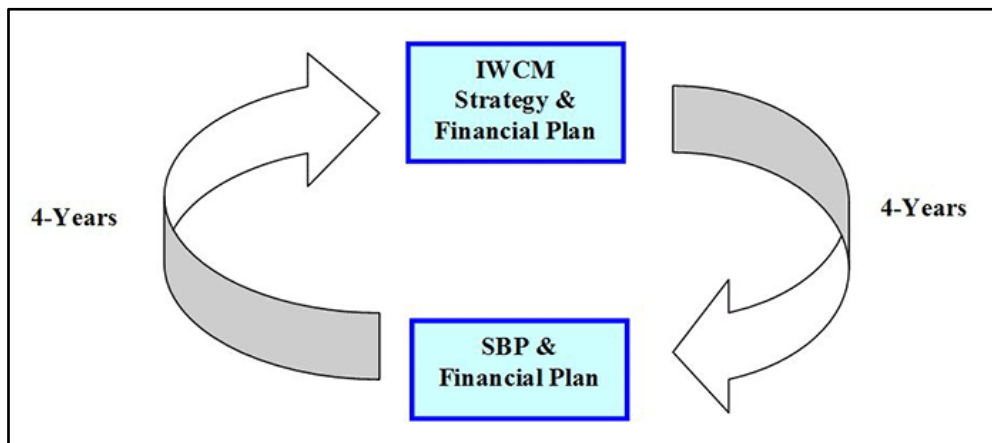 IWCM
Strategy &
Financial Plan
4-Years
4-Years
SBP &
Financial Plan